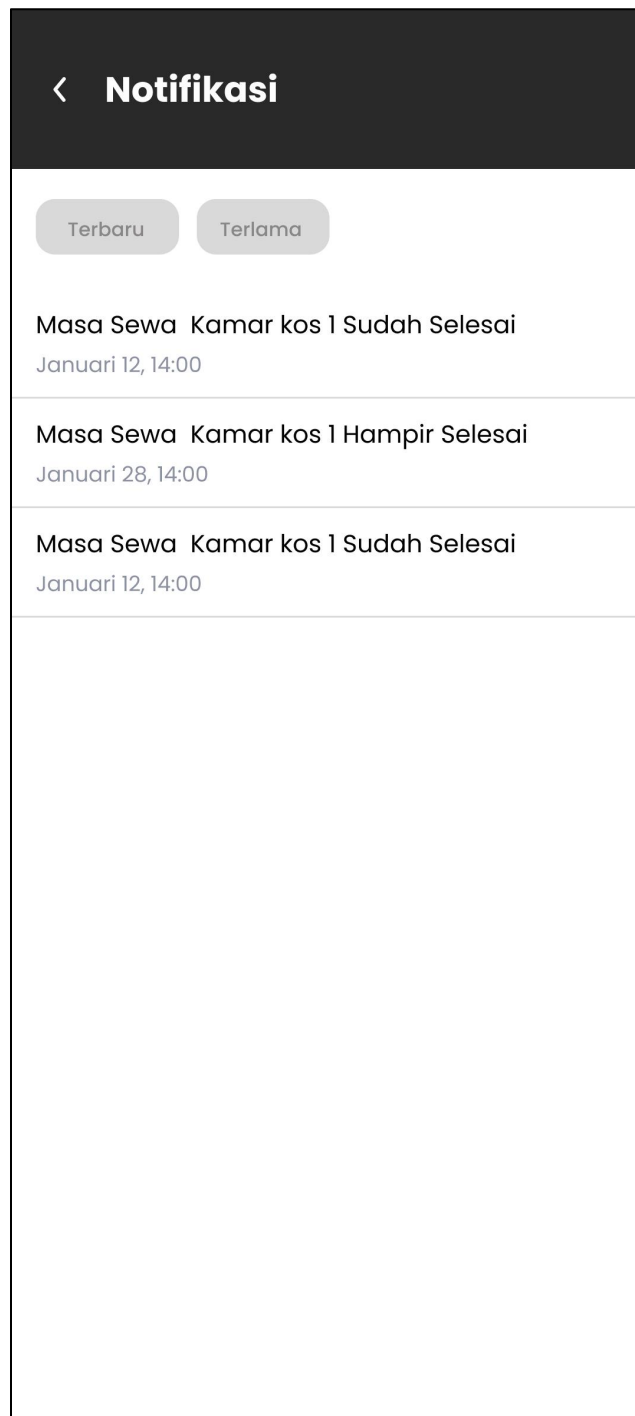 Notifikasi
Terbaru Terlama
Masa Sewa  Kamar kos 1 Sudah Selesai
Januari 12, 14:00
Masa Sewa  Kamar kos 1 Hampir Selesai
Januari 28, 14:00
Masa Sewa  Kamar kos 1 Sudah Selesai
Januari 12, 14:00